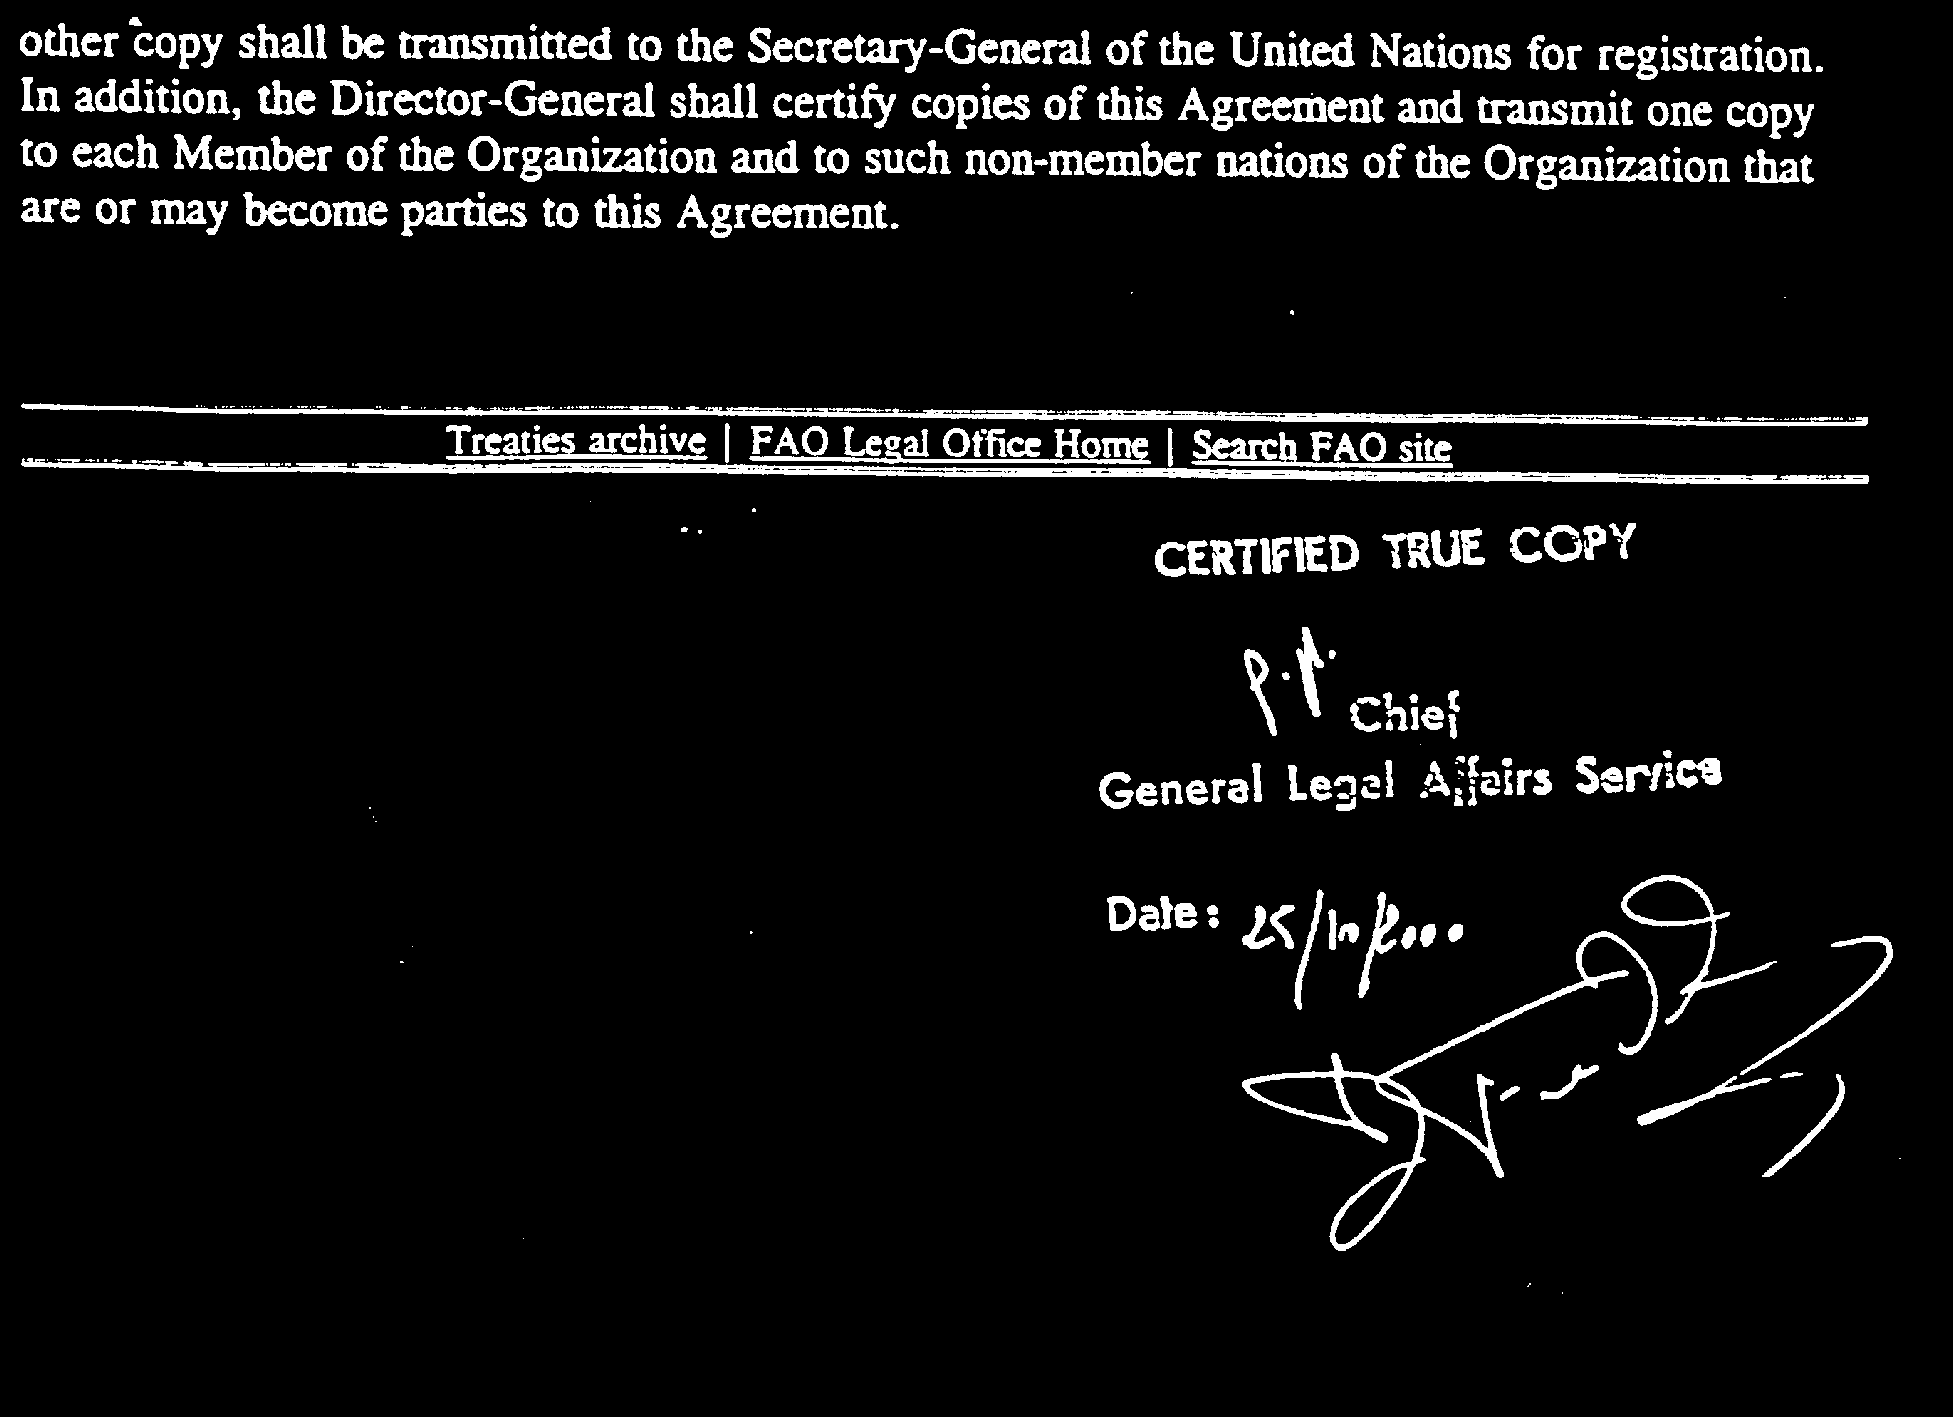 other copy shall be transmitted to the Secretary-General of the United Nations for registration.
In addition, the Director-General shall certify copies of this Agreement and transmit one copy
to each Member of the Organization and to such non-member nations of the Organization that
are or may become parties to this Agreement.
Treaties archive | FAO Legal Office Home | Search FAO site
CERTIFIED TRUE COPY
Chief
General Legal Affairs Service
Date: 25/10/2000